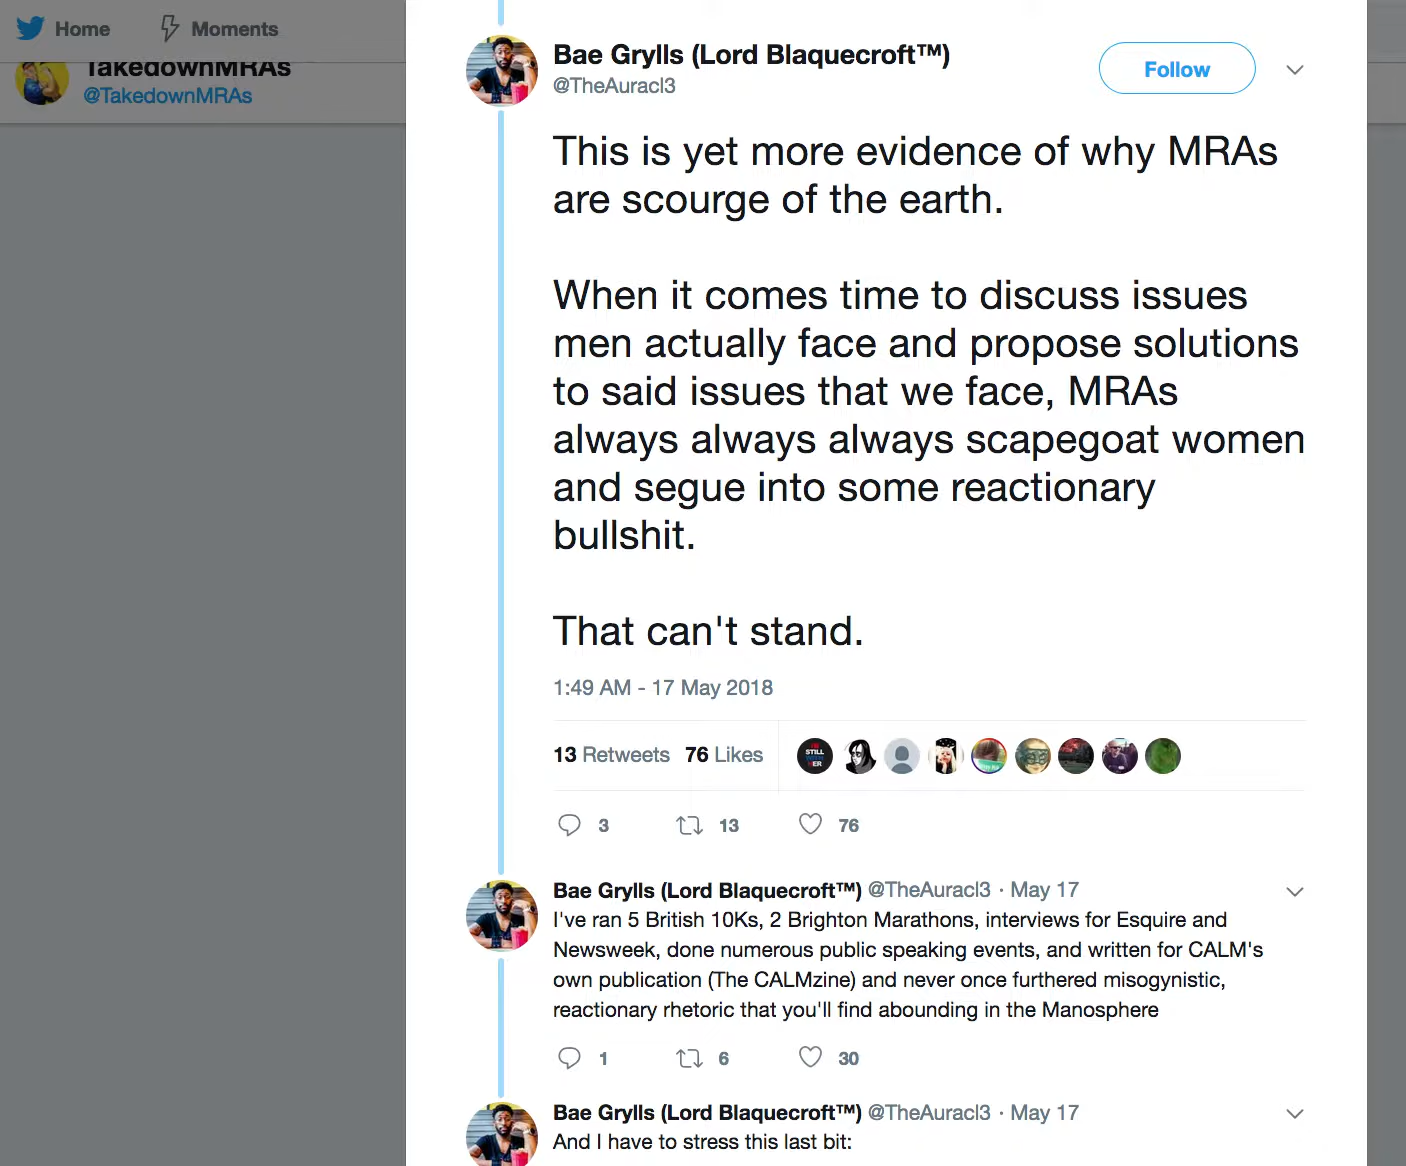 Home
Moments
TakedownMRAs
@TakedownMRAs
Bae Grylls (Lord Blaquecroft™)
@TheAuracl3
Follow
This is yet more evidence of why MRAs
are scourge of the earth.
When it comes time to discuss issues
men actually face and propose solutions
to said issues that we face, MRAs
always always always scapegoat women
and segue into some reactionary
bullshit.
That can't stand.
1:49 AM - 17 May 2018
13 Retweets 76 Likes
STILL
3 13 76
Bae Grylls (Lord Blaquecroft™) @TheAuracl3 · May 17
I've ran 5 British 10Ks, 2 Brighton Marathons, interviews for Esquire and
Newsweek, done numerous public speaking events, and written for CALM's
own publication (The CALMzine) and never once furthered misogynistic,
reactionary rhetoric that you'll find abounding in the Manosphere
1 6 30
Bae Grylls (Lord Blaquecroft™) @TheAuracl3 · May 17
And I have to stress this last bit: